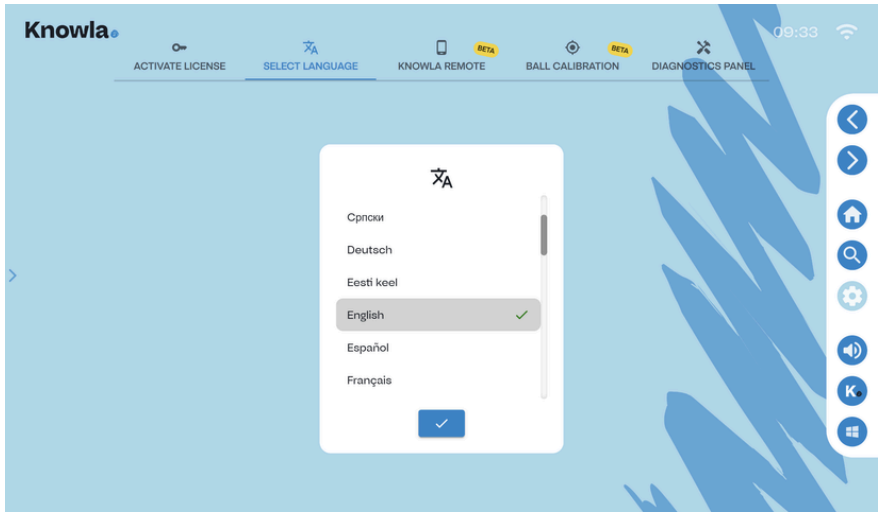 Knowla
09:33
ACTIVATE LICENSE
SELECT LANGUAGE
KNOWLA REMOTE
BETA
BALL CALIBRATION
BETA
DIAGNOSTICS PANEL
Српски
Deutsch
Eesti keel
English
Español
Français
K.